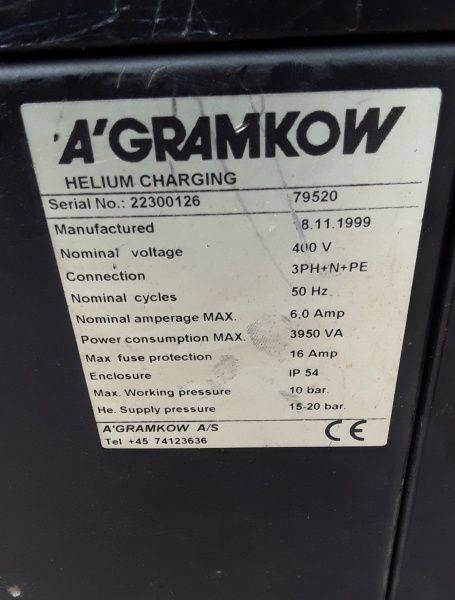 A'GRAMKOW
HELIUM CHARGING
Serial No.: 22300126 79520
Manufactured 8.11.1999
Nominal voltage 400 V
Connection 3PH+N+PE
Nominal cycles 50 Hz
Nominal amperage MAX. 6,0 Amp
Power consumption MAX. 3950 VA
Max fuse protection 16 Amp
Enclosure IP 54
Max. Working pressure 10 bar.
He. Supply pressure 15-20 bar.
A'GRAMKOW A/S
Tel +45 74123636 CE